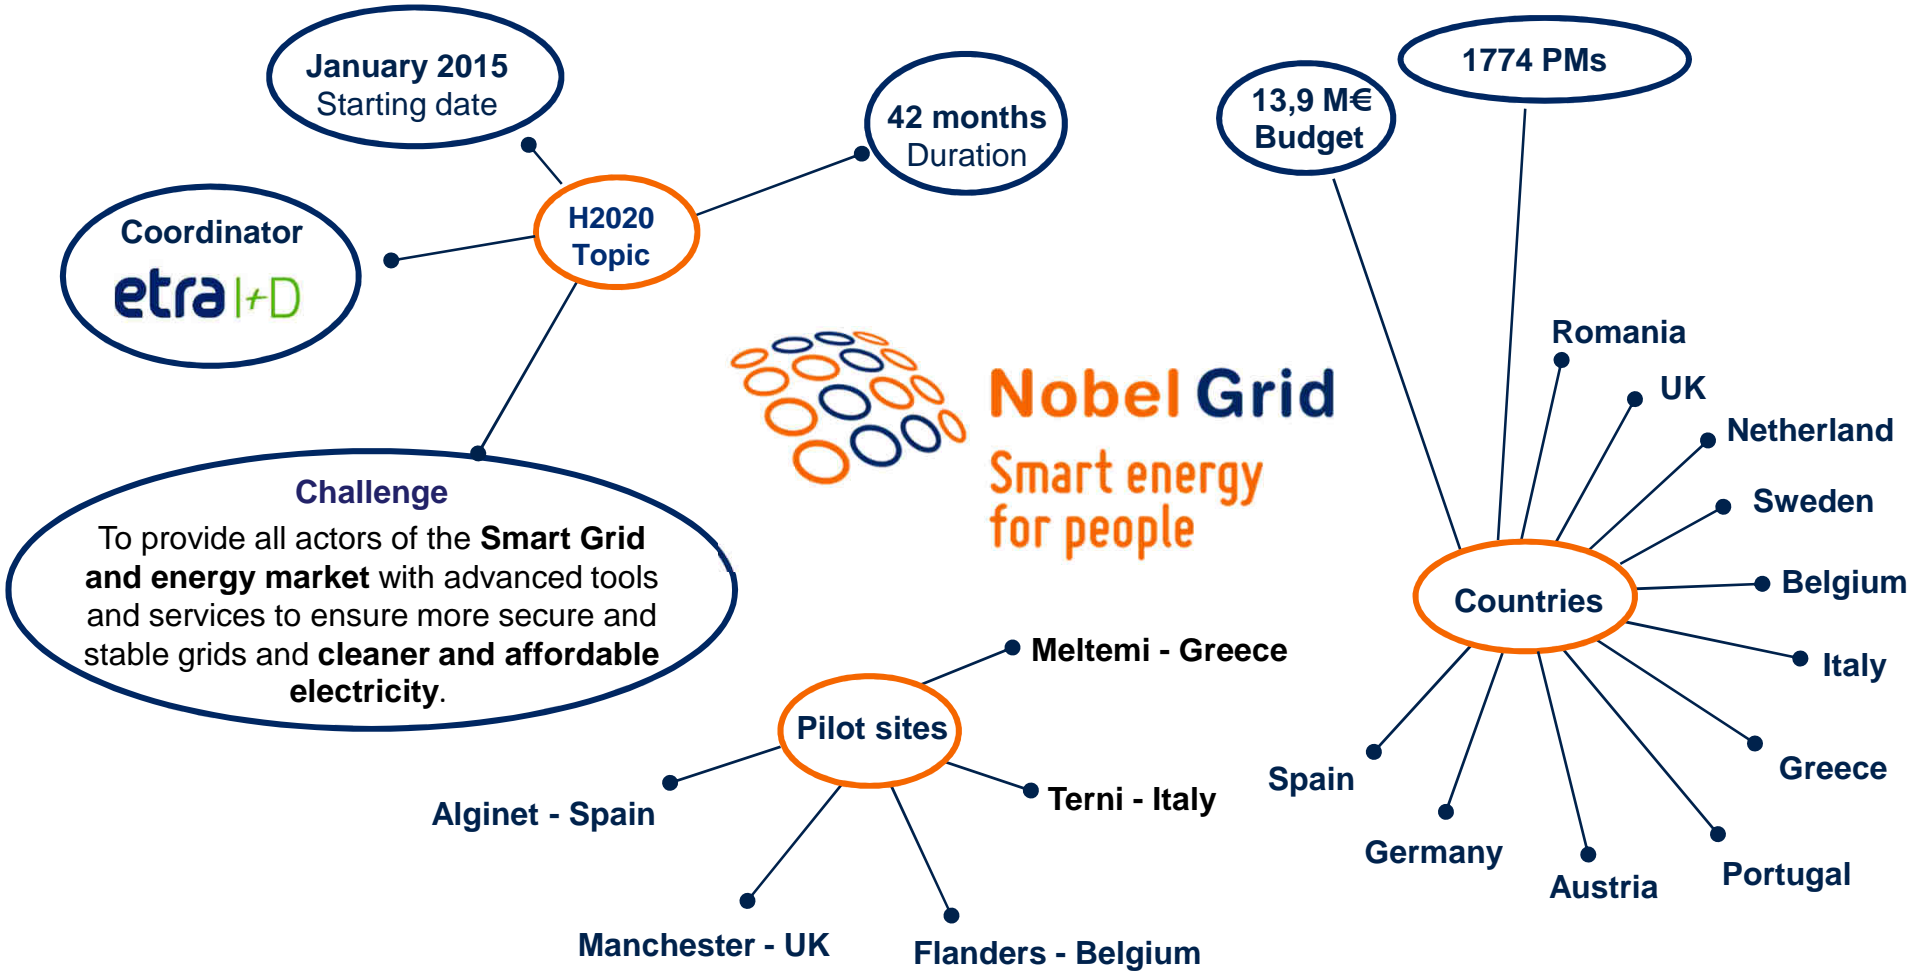 January 2015
Starting date
42 months
Duration
13,9 M€
Budget
1774 PMs
Coordinator
etra I+D
H2020
Topic
Challenge
To provide all actors of the Smart Grid
and energy market with advanced tools
and services to ensure more secure and
stable grids and cleaner and affordable
electricity.
Nobel Grid
Smart energy
for people
Pilot sites
Meltemi - Greece
Terni - Italy
Alginet - Spain
Manchester - UK
Flanders - Belgium
Countries
Romania
UK
Netherland
Sweden
Belgium
Italy
Greece
Portugal
Austria
Germany
Spain